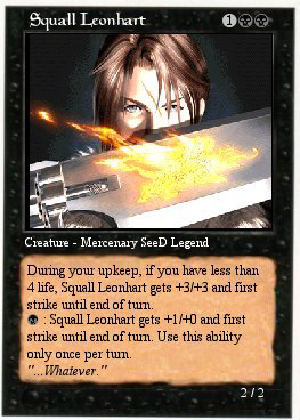 Squall Leonhart 1
Creature - Mercenary SeeD Legend
During your upkeep, if you have less than
4 life, Squall Leonhart gets +3/+3 and first
strike until end of turn.
: Squall Leonhart gets +1/+0 and first
strike until end of turn. Use this ability
only once per turn.
"...Whatever."
2/2